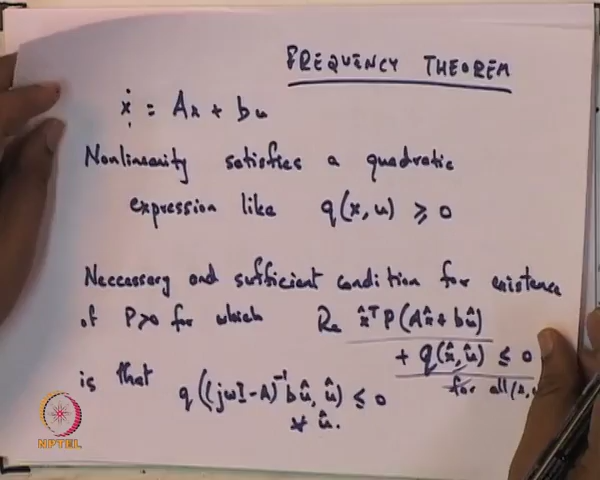 FREQUENCY THEOREM
ẋ = Ax + bu
Nonlinearity satisfies a quadratic
expression like q(x, u) ⩾ 0
Neccessary and sufficient condition for existence
of P>0 for which Re x̂ᵀP(Ax̂ + bû)
+ q(x̂, û) ≤ 0
for all (x,
is that q((jωI - A)⁻¹bû, û) ≤ 0
∀ û.
NPTEL